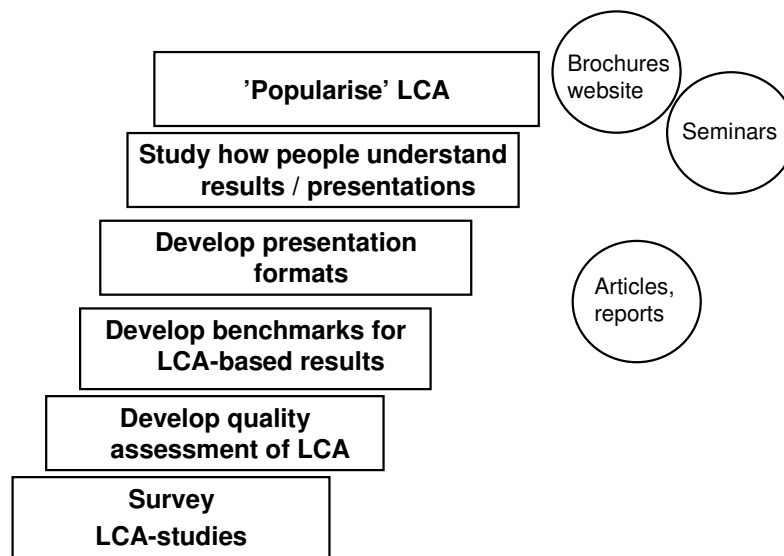 ’Popularise’ LCA
Study how people understand
results / presentations
Develop presentation
formats
Develop benchmarks for
LCA-based results
Develop quality
assessment of LCA
Survey
LCA-studies
Brochures
website
Seminars
Articles,
reports